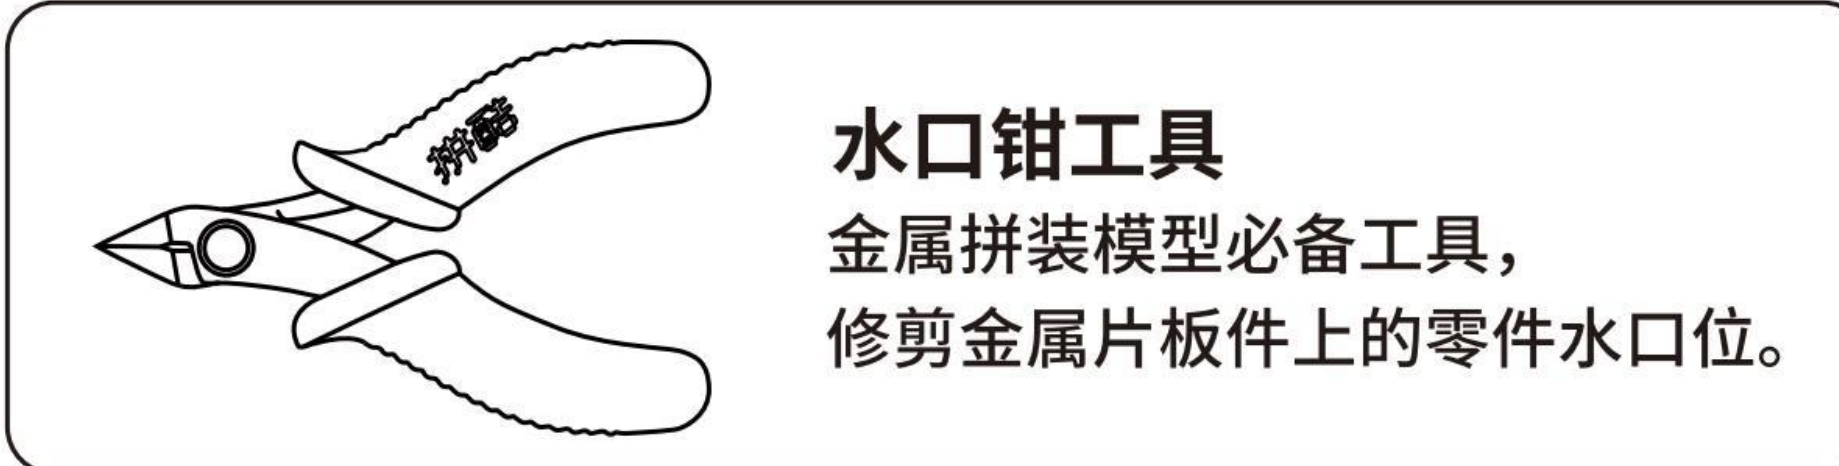 拼酷
水口钳工具
金属拼装模型必备工具，
修剪金属片板件上的零件水口位。